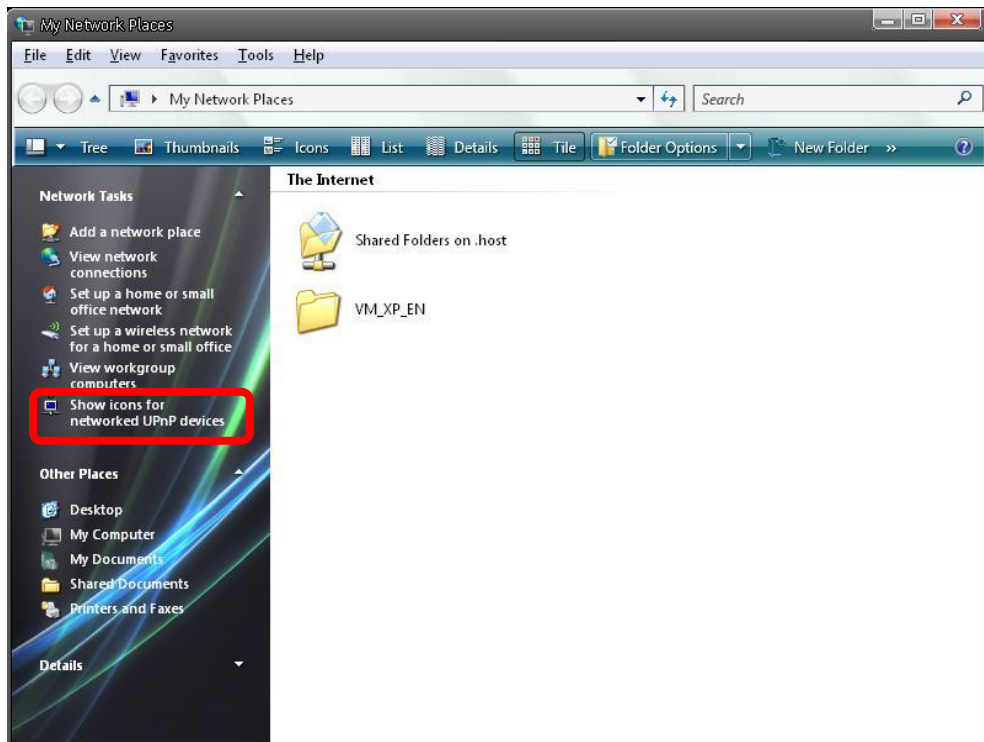 My Network Places
File Edit View Favorites Tools Help
My Network Places Search
Tree Thumbnails Icons List Details Tile Folder Options New Folder »
Network Tasks
Add a network place
View network
connections
Set up a home or small
office network
Set up a wireless network
for a home or small office
View workgroup
computers
Show icons for
networked UPnP devices
Other Places
Desktop
My Computer
My Documents
Shared Documents
Printers and Faxes
Details
The Internet
Shared Folders on .host
VM_XP_EN